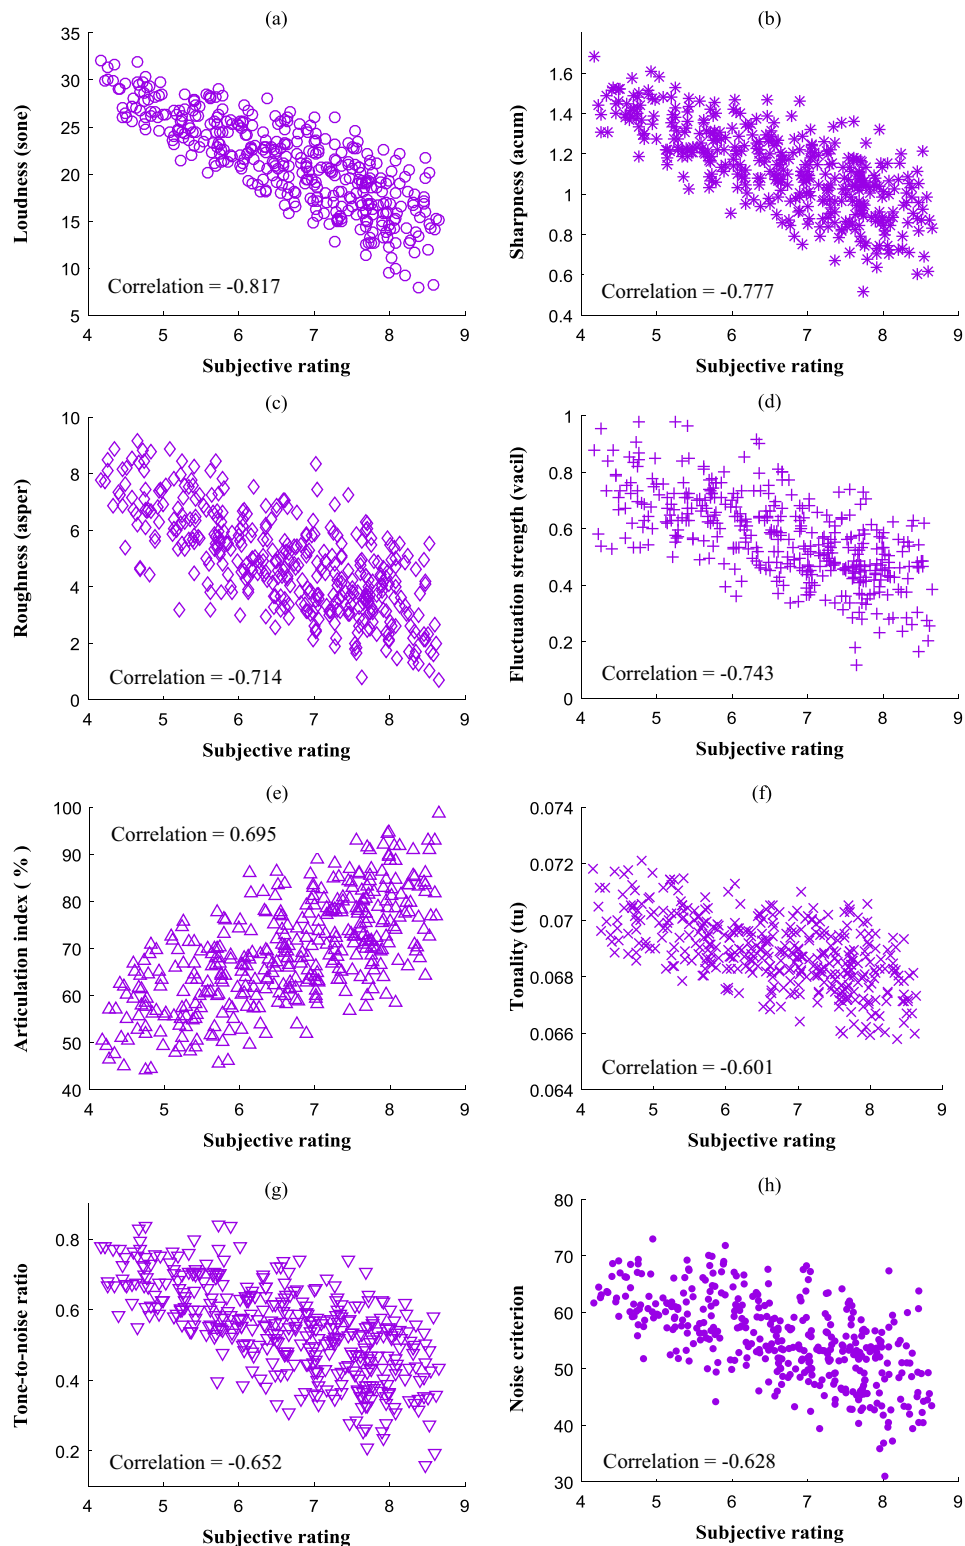 (a)
35
30
25
20
15
10
5
Loudness (sone)
Correlation = -0.817
4 5 6 7 8 9
Subjective rating
(b)
1.6
1.4
1.2
1
0.8
0.6
0.4
Sharpness (acum)
Correlation = -0.777
4 5 6 7 8 9
Subjective rating
(c)
10
8
6
4
2
0
Roughness (asper)
Correlation = -0.714
4 5 6 7 8 9
Subjective rating
(d)
1
0.8
0.6
0.4
0.2
0
Fluctuation strength (vacil)
Correlation = -0.743
4 5 6 7 8 9
Subjective rating
(e)
100
90
80
70
60
50
40
Articulation index ( % )
Correlation = 0.695
4 5 6 7 8 9
Subjective rating
(f)
0.074
0.072
0.07
0.068
0.066
0.064
Tonality (tu)
Correlation = -0.601
4 5 6 7 8 9
Subjective rating
(g)
0.8
0.6
0.4
0.2
Tone-to-noise ratio
Correlation = -0.652
4 5 6 7 8 9
Subjective rating
(h)
80
70
60
50
40
30
Noise criterion
Correlation = -0.628
4 5 6 7 8 9
Subjective rating